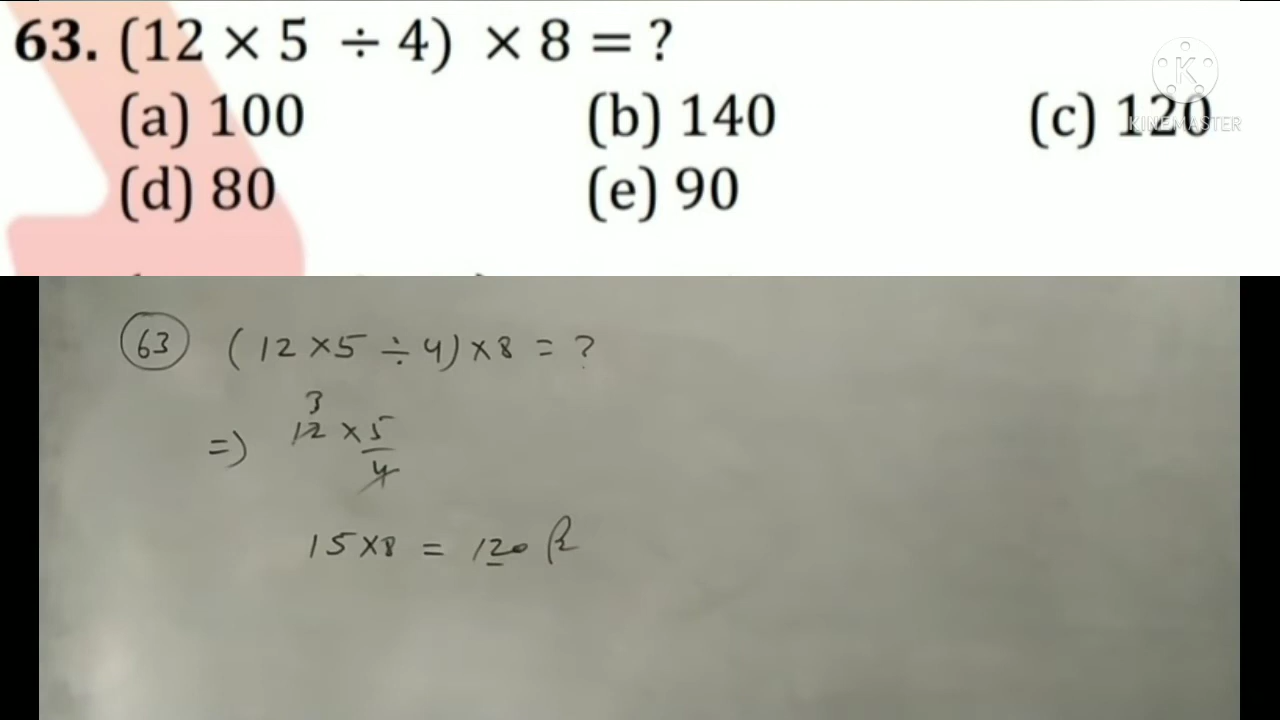 63. (12 × 5 ÷ 4) × 8 = ?
(a) 100 (b) 140 (c) 120
(d) 80 (e) 90
K
KINEMASTER
63 (12 × 5 ÷ 4) × 8 = ?
3
=) 12 × 5
4
15 × 8 = 120